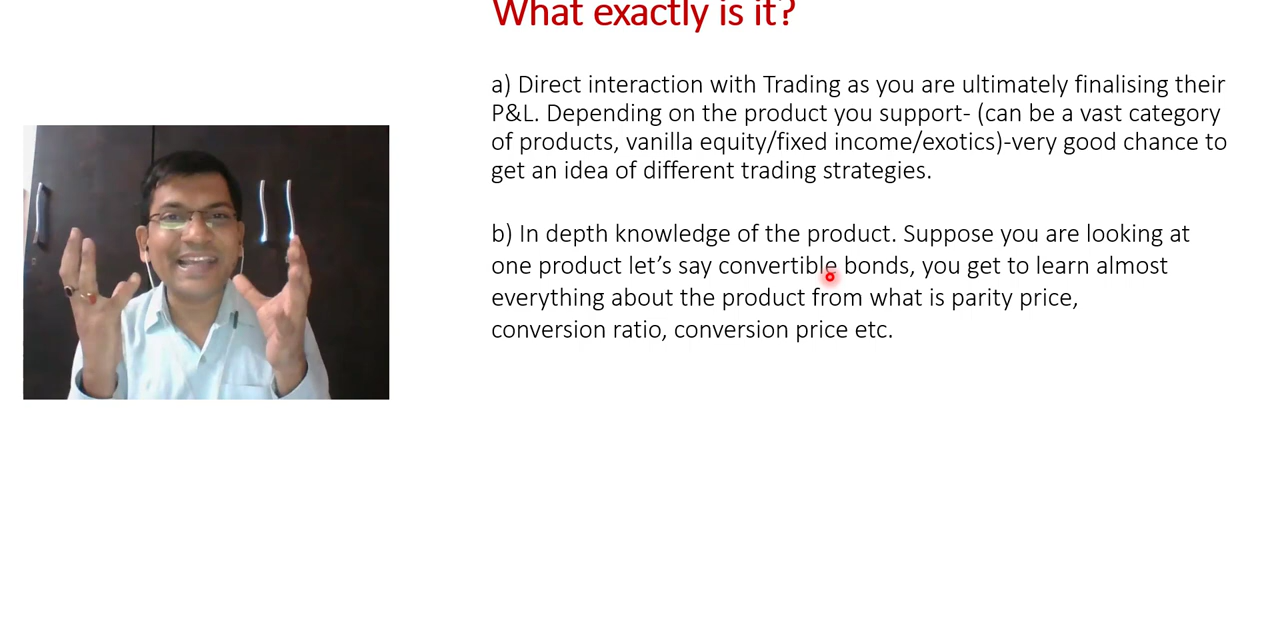 What exactly is it?
a) Direct interaction with Trading as you are ultimately finalising their
P&L. Depending on the product you support- (can be a vast category
of products, vanilla equity/fixed income/exotics)-very good chance to
get an idea of different trading strategies.
b) In depth knowledge of the product. Suppose you are looking at
one product let’s say convertible bonds, you get to learn almost
everything about the product from what is parity price,
conversion ratio, conversion price etc.